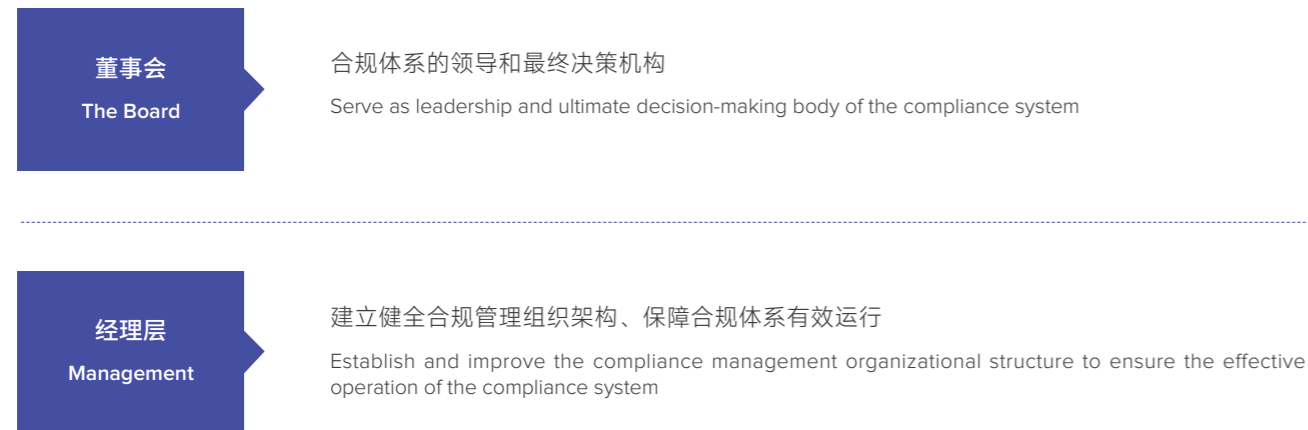 董事会
The Board
合规体系的领导和最终决策机构
Serve as leadership and ultimate decision-making body of the compliance system
经理层
Management
建立健全合规管理组织架构、保障合规体系有效运行
Establish and improve the compliance management organizational structure to ensure the effective
operation of the compliance system